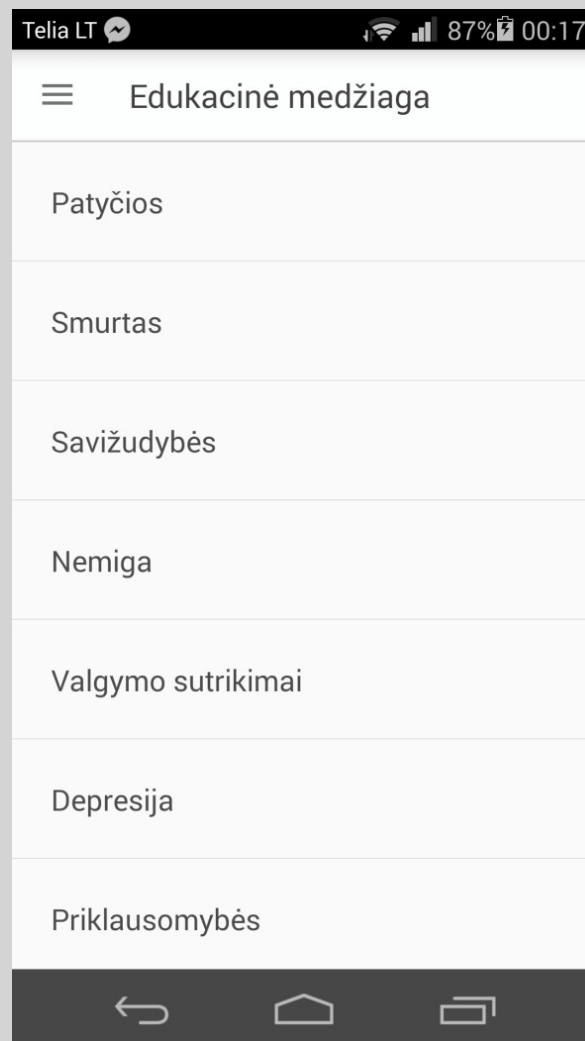 Telia LT 87% 00:17
Edukacinė medžiaga
Patyčios
Smurtas
Savižudybės
Nemiga
Valgymo sutrikimai
Depresija
Priklausomybės